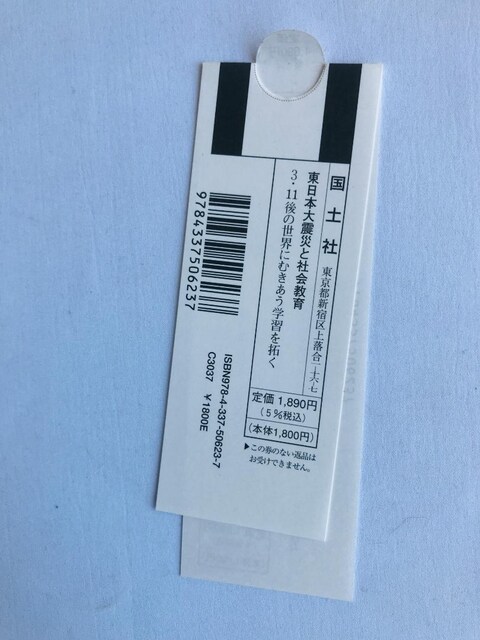 国土社
東京都新宿区上落合一ー十六ー七
東日本大震災と社会教育
3・11後の世界にむきあう学習を拓く
定価 1,890円
(5%税込)
(本体1,800円)
▶この券のない返品は
お受けできません。
9784337506237
ISBN978-4-337-50623-7
C3037 ￥1800E